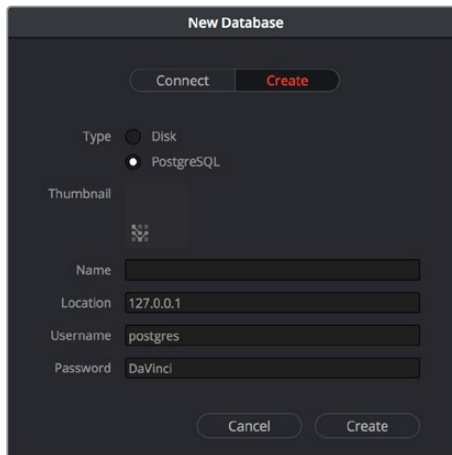 New Database
Connect Create
Type Disk
PostgreSQL
Thumbnail
Name
Location 127.0.0.1
Username postgres
Password DaVinci
Cancel Create